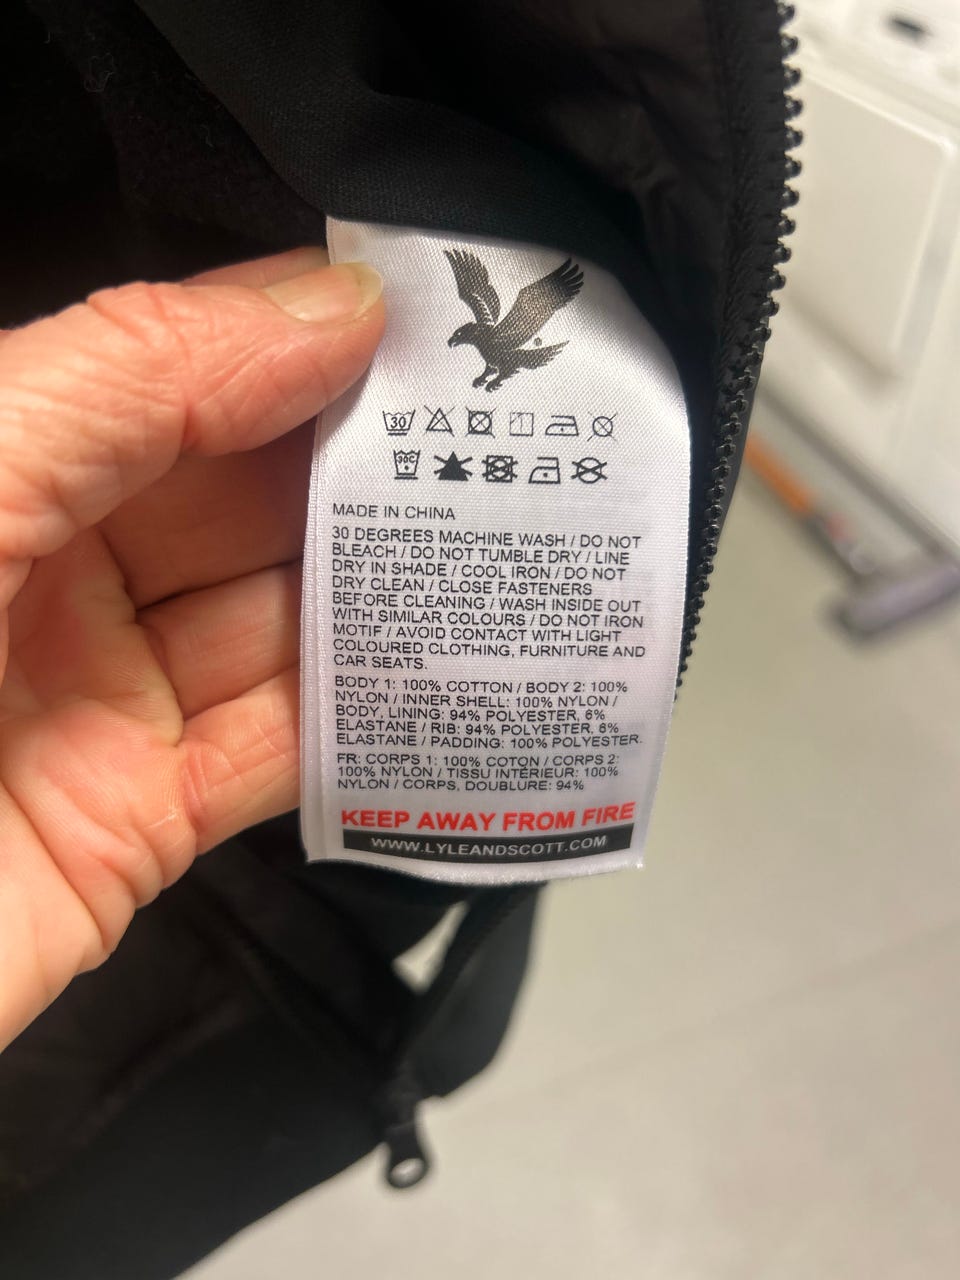 30
30C
MADE IN CHINA
30 DEGREES MACHINE WASH / DO NOT
BLEACH / DO NOT TUMBLE DRY / LINE
DRY IN SHADE / COOL IRON / DO NOT
DRY CLEAN / CLOSE FASTENERS
BEFORE CLEANING / WASH INSIDE OUT
WITH SIMILAR COLOURS / DO NOT IRON
MOTIF / AVOID CONTACT WITH LIGHT
COLOURED CLOTHING, FURNITURE AND
CAR SEATS.
BODY 1: 100% COTTON / BODY 2: 100%
NYLON / INNER SHELL: 100% NYLON /
BODY, LINING: 94% POLYESTER, 6%
ELASTANE / RIB: 94% POLYESTER, 6%
ELASTANE / PADDING: 100% POLYESTER.
FR: CORPS 1: 100% COTON / CORPS 2:
100% NYLON / TISSU INTÉRIEUR: 100%
NYLON / CORPS, DOUBLURE: 94%
KEEP AWAY FROM FIRE
WWW.LYLEANDSCOTT.COM